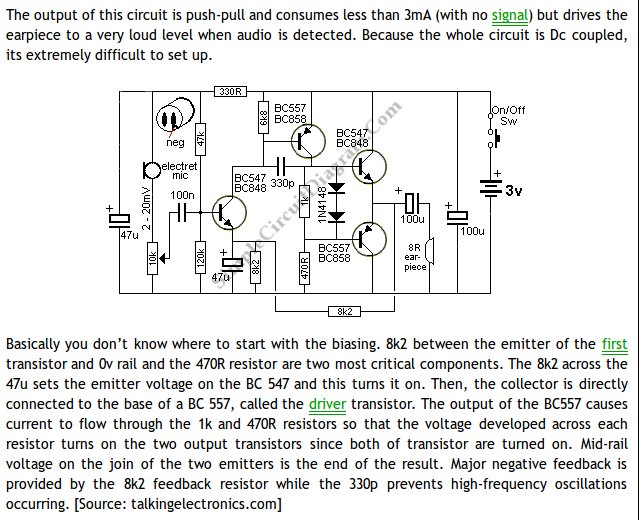 The output of this circuit is push-pull and consumes less than 3mA (with no signal) but drives the
earpiece to a very loud level when audio is detected. Because the whole circuit is Dc coupled,
its extremely difficult to set up.
330R
BC557
BC858
6k8
On/Off
Sw
neg
47k
BC547
BC848
electret
mic
BC547
BC848
330p
100n
2 - 20mV
1k
1N4148
+
3v
+
47u
+
100u
+
100u
10k
120k
+
47u
8k2
470R
BC557
BC858
8R
ear-
piece
8k2
SimpleCircuitDiagram.Com
Basically you don't know where to start with the biasing. 8k2 between the emitter of the first
transistor and 0v rail and the 470R resistor are two most critical components. The 8k2 across the
47u sets the emitter voltage on the BC 547 and this turns it on. Then, the collector is directly
connected to the base of a BC 557, called the driver transistor. The output of the BC557 causes
current to flow through the 1k and 470R resistors so that the voltage developed across each
resistor turns on the two output transistors since both of transistor are turned on. Mid-rail
voltage on the join of the two emitters is the end of the result. Major negative feedback is
provided by the 8k2 feedback resistor while the 330p prevents high-frequency oscillations
occurring. [Source: talkingelectronics.com]